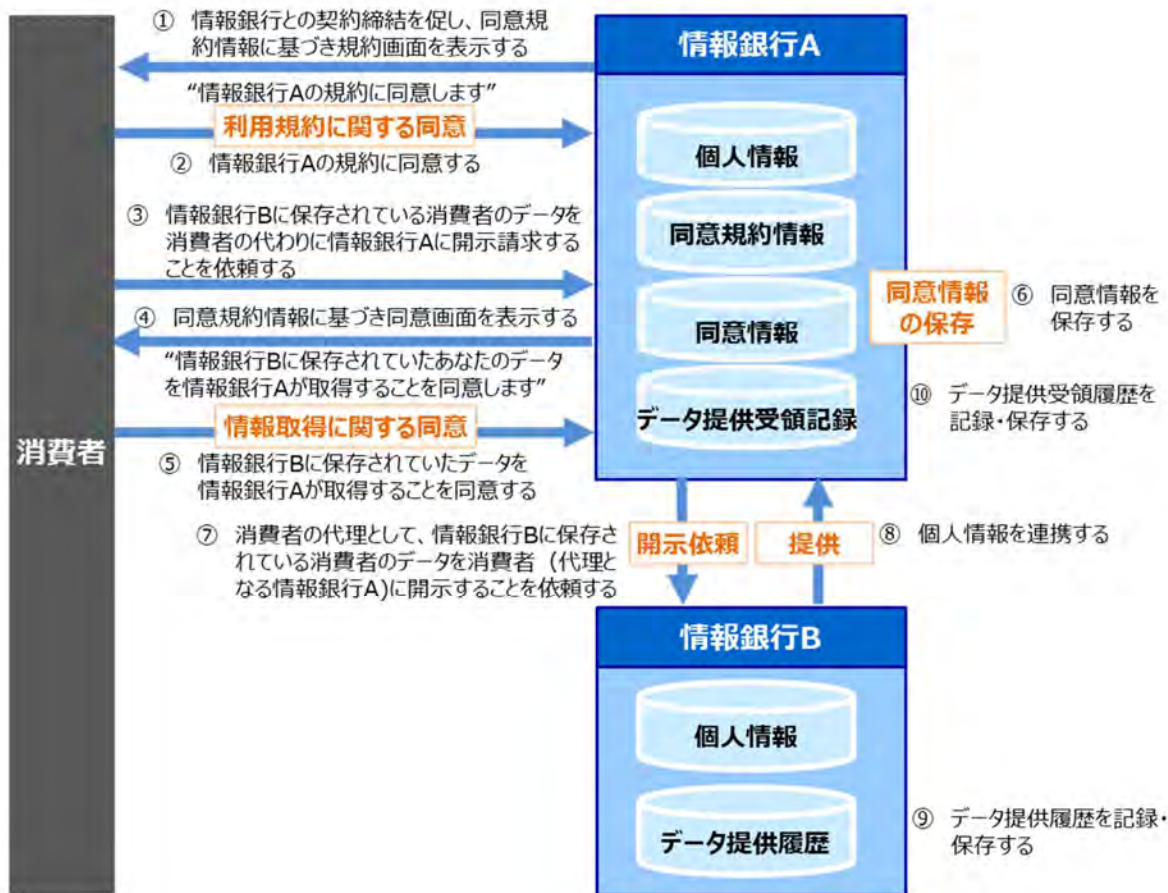 ① 情報銀行との契約締結を促し、同意規
約情報に基づき規約画面を表示する
“情報銀行Aの規約に同意します”
利用規約に関する同意
② 情報銀行Aの規約に同意する
③ 情報銀行Bに保存されている消費者のデータを
消費者の代わりに情報銀行Aに開示請求する
ことを依頼する
④ 同意規約情報に基づき同意画面を表示する
“情報銀行Bに保存されていたあなたのデータ
を情報銀行Aが取得することを同意します”
情報取得に関する同意
⑤ 情報銀行Bに保存されていたデータを
情報銀行Aが取得することを同意する
消費者
情報銀行A
個人情報
同意規約情報
同意情報
データ提供受領記録
同意情報
の保存
⑥ 同意情報を
保存する
⑩ データ提供受領履歴を
記録・保存する
⑦ 消費者の代理として、情報銀行Bに保存さ
れている消費者のデータを消費者（代理と
なる情報銀行A)に開示することを依頼する
開示依頼
提供
⑧ 個人情報を連携する
情報銀行B
個人情報
データ提供履歴
⑨ データ提供履歴を記録・
保存する